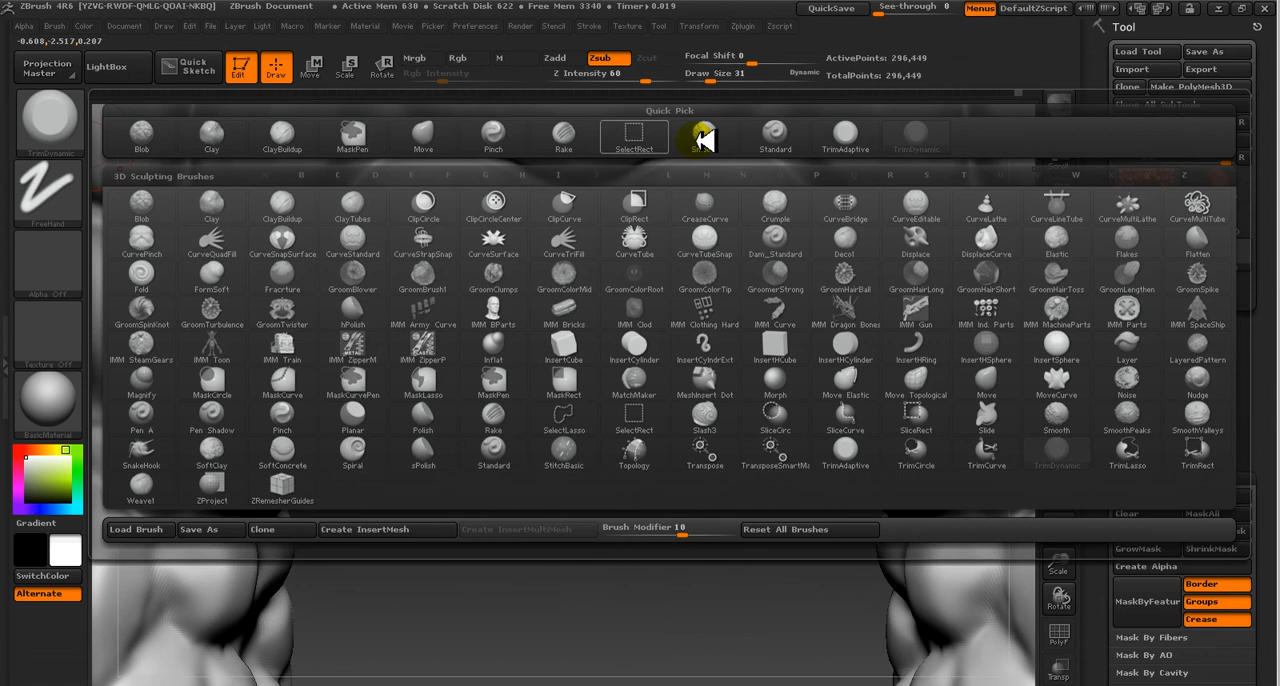 ZBrush 4R6 [YZVG-RWDF-QMLG-QOAI-NKBQ] ZBrush Document • Active Mem 630 • Scratch Disk 622 • Free Mem 3340 • Timer▸0.019 QuickSave See-through 0 Menus DefaultZScript
Alpha Brush Color Document Draw Edit File Layer Light Macro Marker Material Movie Picker Preferences Render Stencil Stroke Texture Tool Transform Zplugin Zscript
Tool
-0.608,-2.517,0.207
Projection Master
LightBox
Quick Sketch
Edit Draw Move Scale Rotate
Mrgb Rgb M Zadd Zsub Zcut
Rgb Intensity Z Intensity 60
Focal Shift 0
Draw Size 31 Dynamic
ActivePoints: 296,449
TotalPoints: 296,449
Load Tool Save As
Import Export
Clone Make PolyMesh3D
Clone All SubTools
R
R
Quick Pick
Blob Clay ClayBuildup MaskPen Move Pinch Rake SelectRect Standard TrimAdaptive TrimDynamic
3D Sculpting Brushes B C D E F G H I L M N O P R S T U V W X Z
Blob Clay ClayBuildup ClayTubes ClipCircle ClipCircleCenter ClipCurve ClipRect CreaseCurve Crumple CurveBridge CurveEditable CurveLathe CurveLineTube CurveMultiLathe CurveMultiTube
CurvePinch CurveQuadFill CurveSnapSurface CurveStandard CurveStrapSnap CurveSurface CurveTriFill CurveTube CurveTubeSnap Dam_Standard Deco1 Displace DisplaceCurve Elastic Flakes Flatten
Fold FormSoft Fracrture GroomBlower GroomBrush1 GroomClumps GroomColorMid GroomColorRoot GroomColorTip GroomerStrong GroomHairBall GroomHairLong GroomHairShort GroomHairToss GroomLengthen GroomSpike
GroomSpinKnot GroomTurbulence GroomTwister hPolish IMM Army Curve IMM BParts IMM Bricks IMM Clod IMM Clothing Hard IMM Curve IMM Dragon Bones IMM Gun IMM Ind. Parts IMM MachineParts IMM Parts IMM SpaceShip
IMM SteamGears IMM Toon IMM Train IMM ZipperM IMM ZipperP Inflat InsertCube InsertCylinder InsertCylndrExt InsertHCube InsertHCylinder InsertHRing InsertHSphere InsertSphere Layer LayeredPattern
Magnify MaskCircle MaskCurve MaskCurvePen MaskLasso MaskPen MaskRect MatchMaker MeshInsert Dot Morph Move Elastic Move Topological Move MoveCurve Noise Nudge
Pen A Pen Shadow Pinch Planar Polish Rake SelectLasso SelectRect Slash3 SliceCirc SliceCurve SliceRect Slide Smooth SmoothPeaks SmoothValleys
SnakeHook SoftClay SoftConcrete Spiral sPolish Standard StitchBasic Topology Transpose TransposeSmartMa TrimAdaptive TrimCircle TrimCurve TrimDynamic TrimLasso TrimRect
Weave1 ZProject ZRemesherGuides
Load Brush Save As Clone Create InsertMesh Create InsertMultiMesh Brush Modifier 10 Reset All Brushes
TrimDynamic
FreeHand
Alpha Off
Texture Off
BasicMaterial
Gradient
SwitchColor
Alternate
Scale
Rotate
PolyF
Transp
Clear MaskAll
GrowMask ShrinkMask
Create Alpha
MaskByFeatur
Border
Groups
Crease
Mask By Fibers
Mask By AO
Mask By Cavity